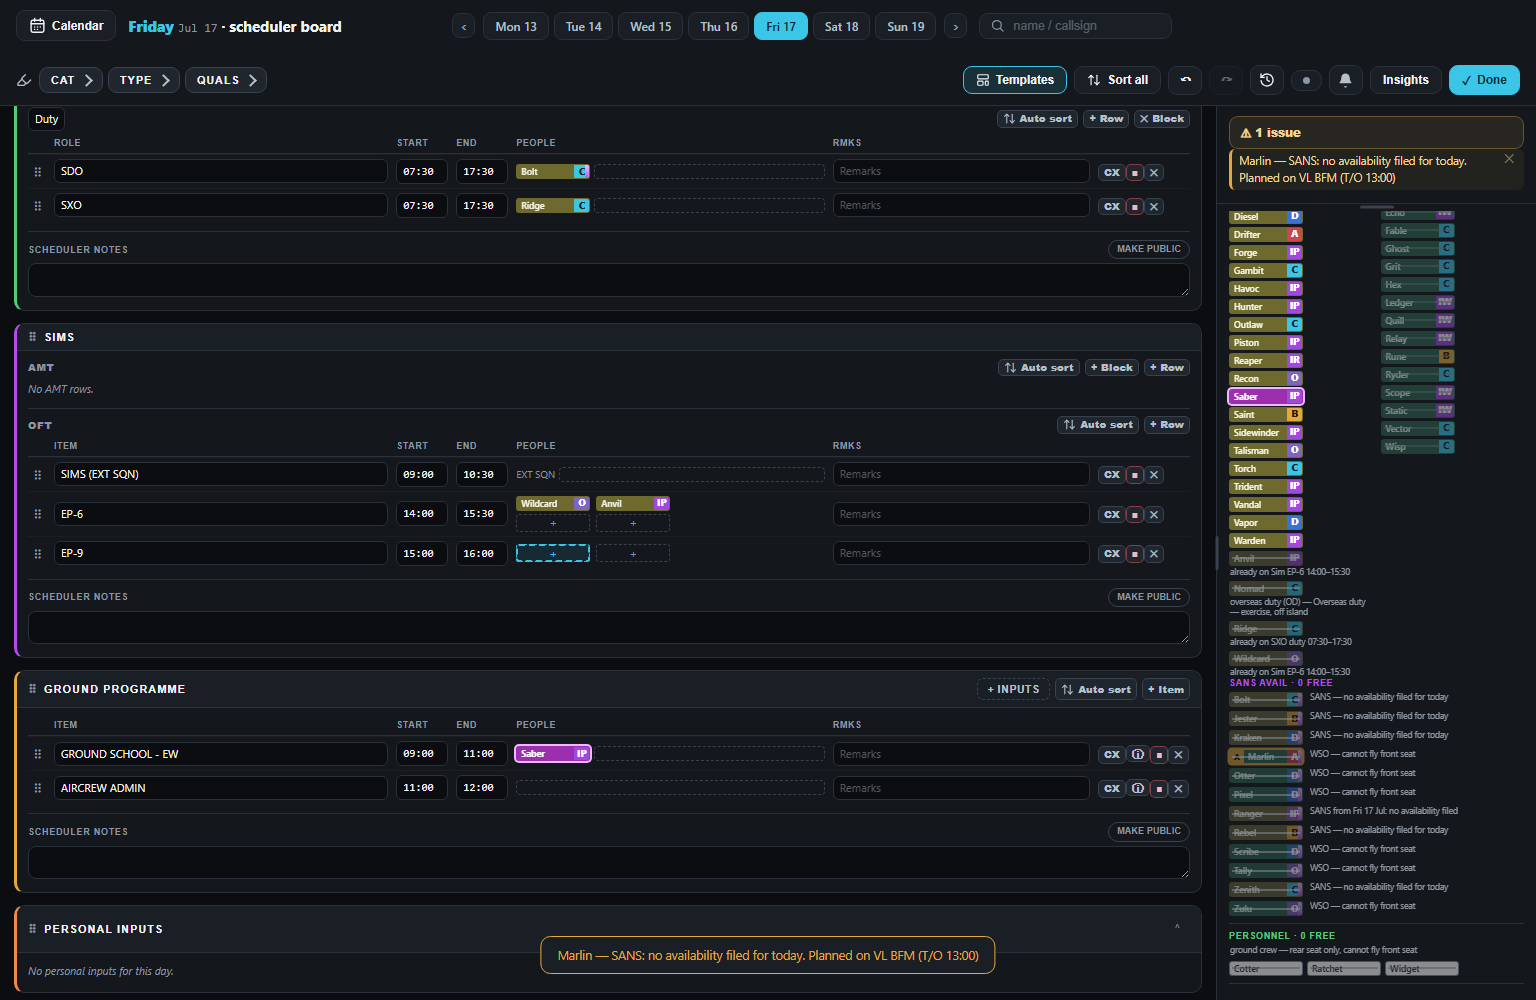 Calendar
Friday Jul 17 · scheduler board
‹
Mon 13
Tue 14
Wed 15
Thu 16
Fri 17
Sat 18
Sun 19
›
name / callsign
CAT
TYPE
QUALS
Templates
Sort all
Insights
✓ Done
Duty
Auto sort
+ Row
✕ Block
ROLE START END PEOPLE RMKS
SDO 07:30 17:30 Bolt C Remarks CX
SXO 07:30 17:30 Ridge C Remarks CX
SCHEDULER NOTES
MAKE PUBLIC
SIMS
AMT
Auto sort
+ Block
+ Row
No AMT rows.
OFT
Auto sort
+ Row
ITEM START END PEOPLE RMKS
SIMS (EXT SQN) 09:00 10:30 EXT SQN Remarks CX
EP-6 14:00 15:30 Wildcard O Anvil IP Remarks CX
+ +
EP-9 15:00 16:00 + + Remarks CX
SCHEDULER NOTES
MAKE PUBLIC
GROUND PROGRAMME
+ INPUTS
Auto sort
+ Item
ITEM START END PEOPLE RMKS
GROUND SCHOOL - EW 09:00 11:00 Saber IP Remarks CX
AIRCREW ADMIN 11:00 12:00 Remarks CX
SCHEDULER NOTES
MAKE PUBLIC
PERSONAL INPUTS
No personal inputs for this day.
Marlin — SANS: no availability filed for today. Planned on VL BFM (T/O 13:00)
⚠ 1 issue
Marlin — SANS: no availability filed for today.
Planned on VL BFM (T/O 13:00)
Diesel D
Drifter A
Forge IP
Gambit C
Havoc IP
Hunter IP
Outlaw C
Piston IP
Reaper IR
Recon O
Saber IP
Saint B
Sidewinder IP
Talisman O
Torch C
Trident IP
Vandal IP
Vapor D
Warden IP
Anvil IP
already on Sim EP-6 14:00–15:30
Nomad C
overseas duty (OD) — Overseas duty
— exercise, off island
Ridge C
already on SXO duty 07:30–17:30
Wildcard O
already on Sim EP-6 14:00–15:30
Echo
Fable C
Ghost C
Grit C
Hex C
Ledger
Quill
Relay
Rune B
Ryder C
Scope
Static
Vector C
Wisp C
SANS AVAIL · 0 FREE
Bolt C SANS — no availability filed for today
Jester B SANS — no availability filed for today
Kraken D SANS — no availability filed for today
A Marlin A WSO — cannot fly front seat
Otter D WSO — cannot fly front seat
Pixel D WSO — cannot fly front seat
Ranger IP SANS from Fri 17 Jul: no availability filed
Rebel B SANS — no availability filed for today
Scribe D WSO — cannot fly front seat
Tally O WSO — cannot fly front seat
Zenith C SANS — no availability filed for today
Zulu O WSO — cannot fly front seat
PERSONNEL · 0 FREE
ground crew — rear seat only, cannot fly front seat
Cotter
Ratchet
Widget